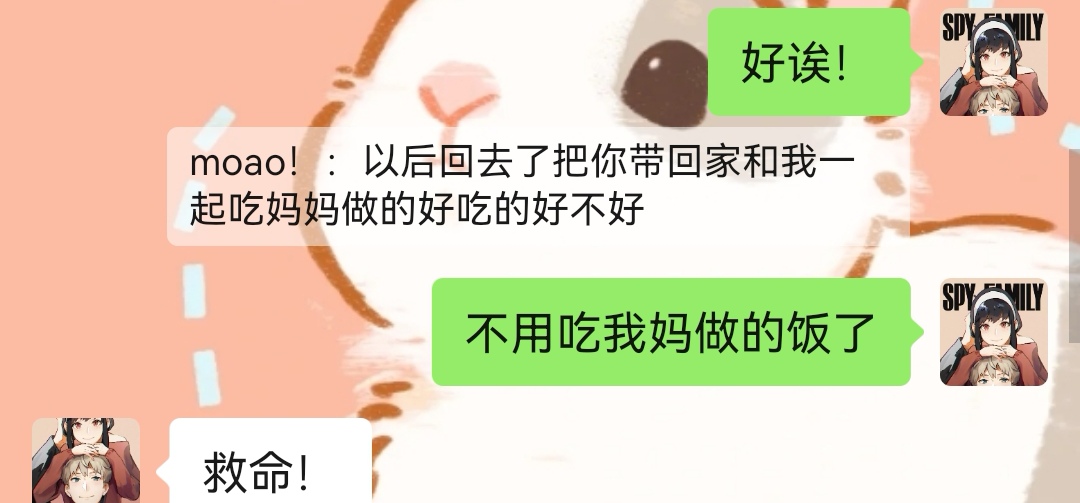 SPY FAMILY
好诶！
moao！：以后回去了把你带回家和我一
起吃妈妈做的好吃的好不好
SPY FAMILY
不用吃我妈做的饭了
救命！